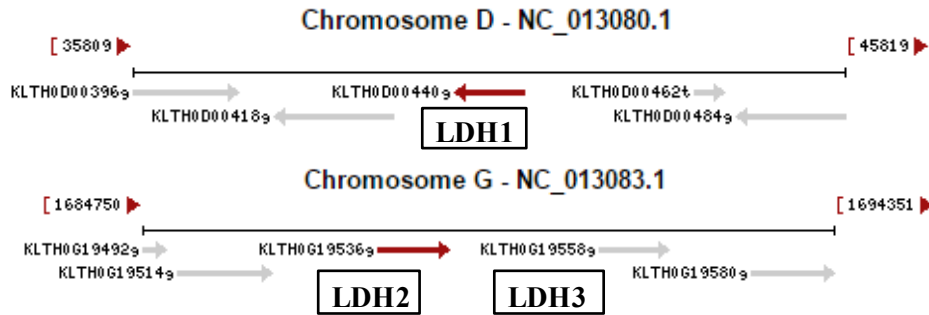 Chromosome D - NC_013080.1
[ 35809
[ 45819
KLTH0D00396g
KLTH0D00440g
KLTH0D00462t
KLTH0D00418g
KLTH0D00484g
LDH1
Chromosome G - NC_013083.1
[ 1684750
[ 1694351
KLTH0G19492g
KLTH0G19536g
KLTH0G19558g
KLTH0G19514g
KLTH0G19580g
LDH2
LDH3